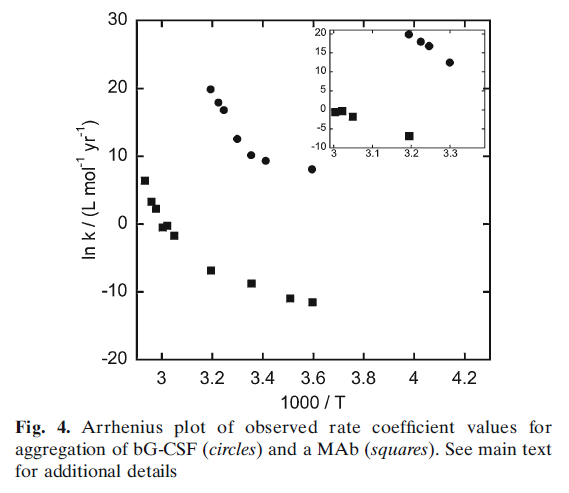 30
20
10
0
-10
-20
ln k / (L mol⁻¹ yr⁻¹)
3 3.2 3.4 3.6 3.8 4 4.2
1000 / T
20
15
10
5
0
-5
-10
3 3.1 3.2 3.3
Fig. 4. Arrhenius plot of observed rate coefficient values for
aggregation of bG-CSF (circles) and a MAb (squares). See main text
for additional details